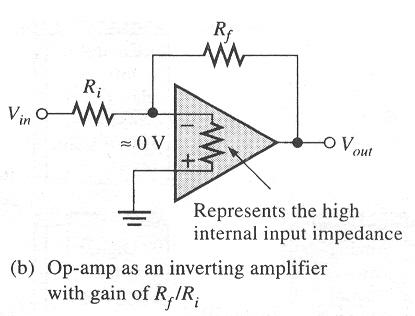 R_f
R_i
V_in
−
≈ 0 V
+
V_out
Represents the high
internal input impedance
(b) Op-amp as an inverting amplifier
with gain of R_f/R_i